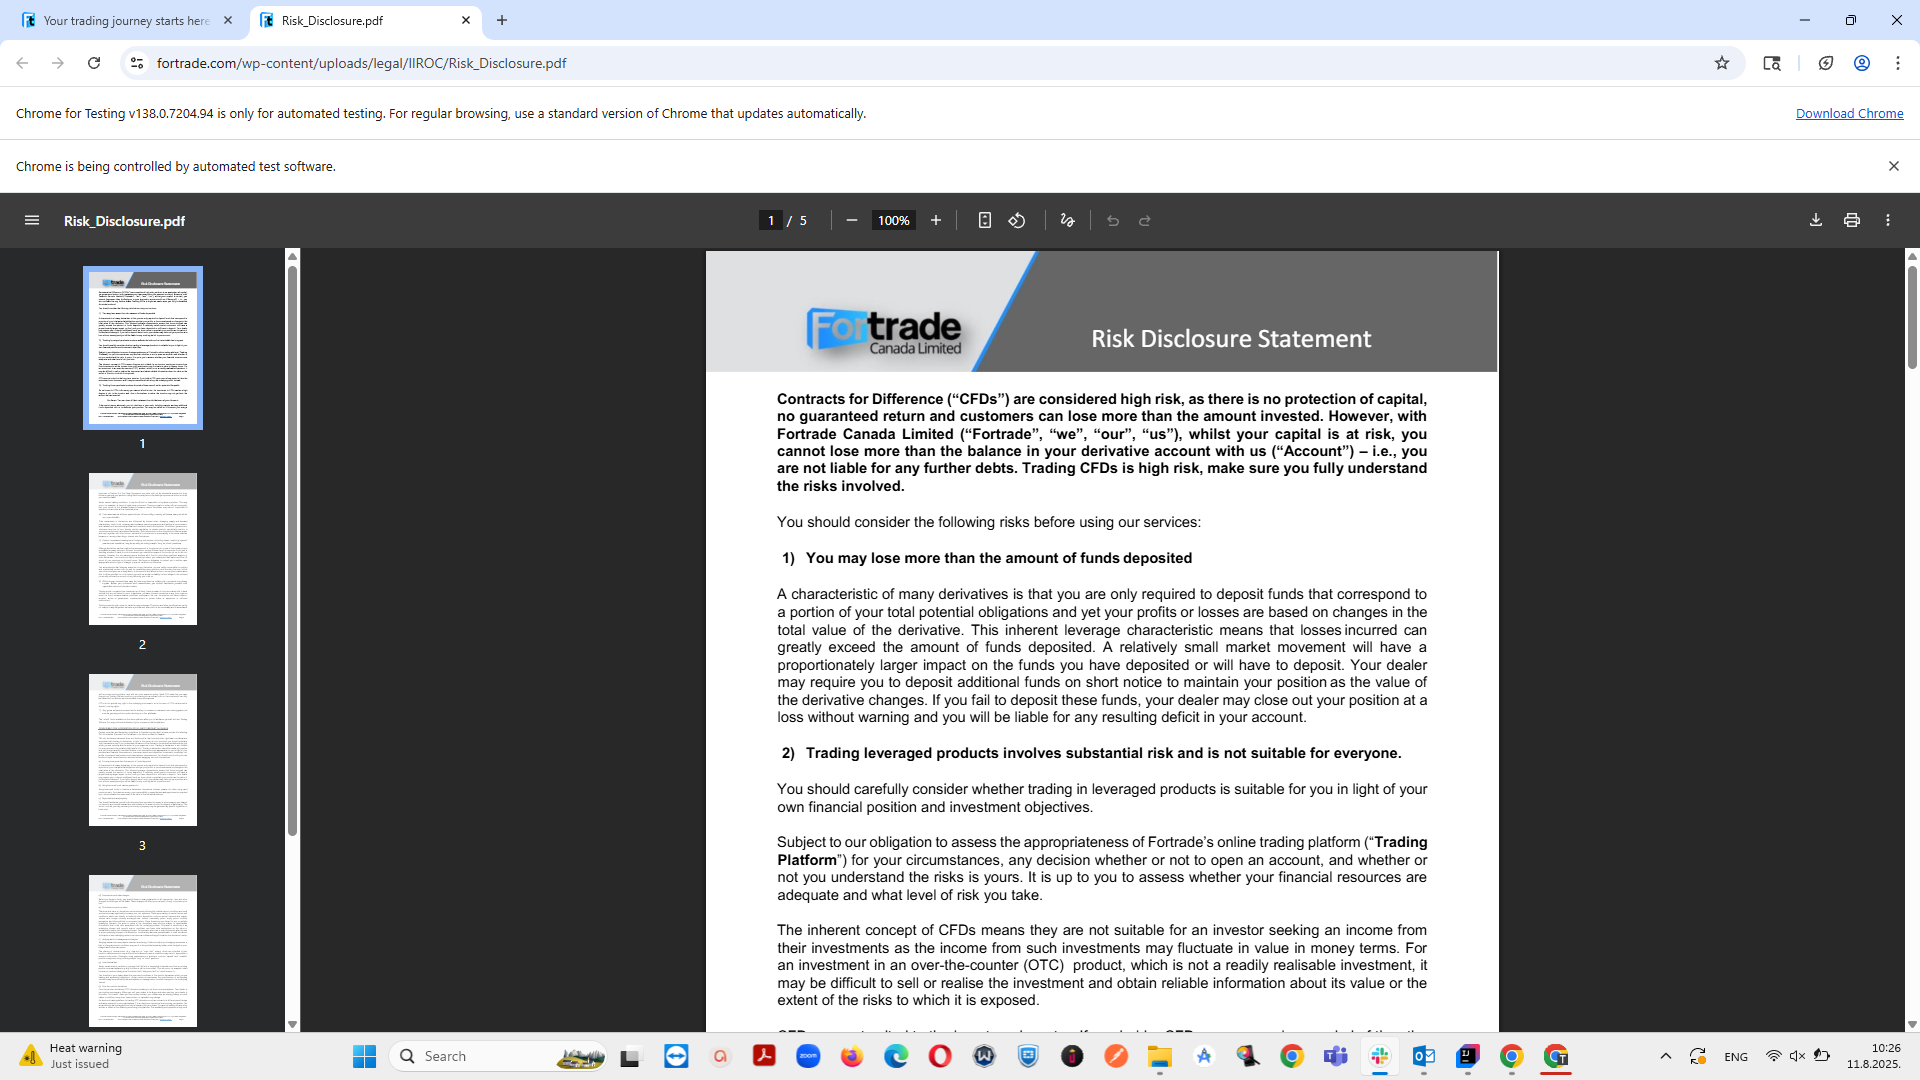 Your trading journey starts here
Risk_Disclosure.pdf
fortrade.com/wp-content/uploads/legal/IIROC/Risk_Disclosure.pdf
Chrome for Testing v138.0.7204.94 is only for automated testing. For regular browsing, use a standard version of Chrome that updates automatically.
Download Chrome
Chrome is being controlled by automated test software.
Risk_Disclosure.pdf
1 / 5
100%
1
2
3
Fortrade
Canada Limited
Risk Disclosure Statement
Contracts for Difference (“CFDs”) are considered high risk, as there is no protection of capital,
no guaranteed return and customers can lose more than the amount invested. However, with
Fortrade Canada Limited (“Fortrade”, “we”, “our”, “us”), whilst your capital is at risk, you
cannot lose more than the balance in your derivative account with us (“Account”) – i.e., you
are not liable for any further debts. Trading CFDs is high risk, make sure you fully understand
the risks involved.
You should consider the following risks before using our services:
1) You may lose more than the amount of funds deposited
A characteristic of many derivatives is that you are only required to deposit funds that correspond to
a portion of your total potential obligations and yet your profits or losses are based on changes in the
total value of the derivative. This inherent leverage characteristic means that losses incurred can
greatly exceed the amount of funds deposited. A relatively small market movement will have a
proportionately larger impact on the funds you have deposited or will have to deposit. Your dealer
may require you to deposit additional funds on short notice to maintain your position as the value of
the derivative changes. If you fail to deposit these funds, your dealer may close out your position at a
loss without warning and you will be liable for any resulting deficit in your account.
2) Trading leveraged products involves substantial risk and is not suitable for everyone.
You should carefully consider whether trading in leveraged products is suitable for you in light of your
own financial position and investment objectives.
Subject to our obligation to assess the appropriateness of Fortrade’s online trading platform (“Trading
Platform”) for your circumstances, any decision whether or not to open an account, and whether or
not you understand the risks is yours. It is up to you to assess whether your financial resources are
adequate and what level of risk you take.
The inherent concept of CFDs means they are not suitable for an investor seeking an income from
their investments as the income from such investments may fluctuate in value in money terms. For
an investment in an over-the-counter (OTC) product, which is not a readily realisable investment, it
may be difficult to sell or realise the investment and obtain reliable information about its value or the
extent of the risks to which it is exposed.
Heat warning
Just issued
Search
zoom
ENG
10:26
11.8.2025.